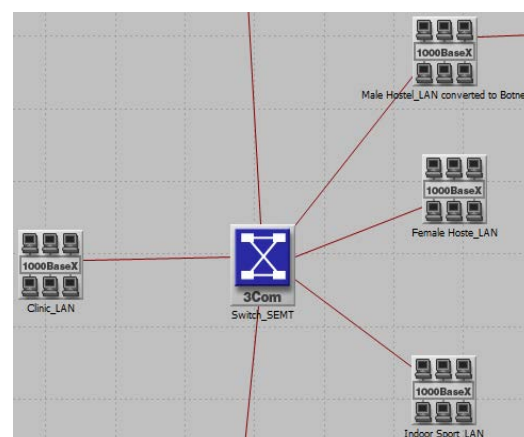 1000BaseX
Male Hostel_LAN converted to Botne
1000BaseX
Female Hoste_LAN
1000BaseX
Clinic_LAN
3Com
Switch_SEMT
1000BaseX
Indoor Sport_LAN